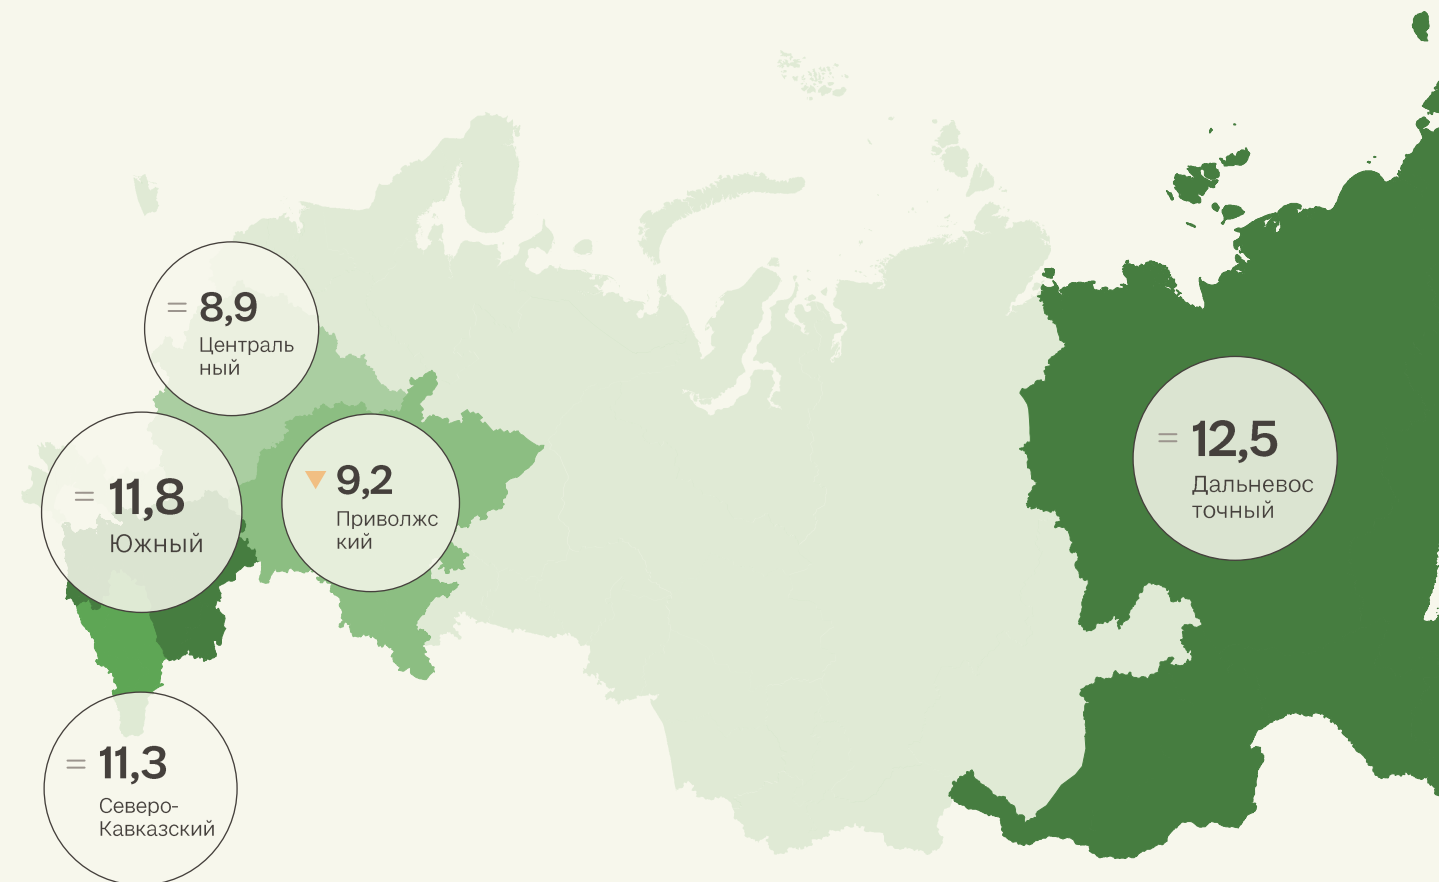 = 8,9
Централь
ный
= 11,8
Южный
▼ 9,2
Приволжс
кий
= 12,5
Дальневос
точный
= 11,3
Северо-
Кавказский